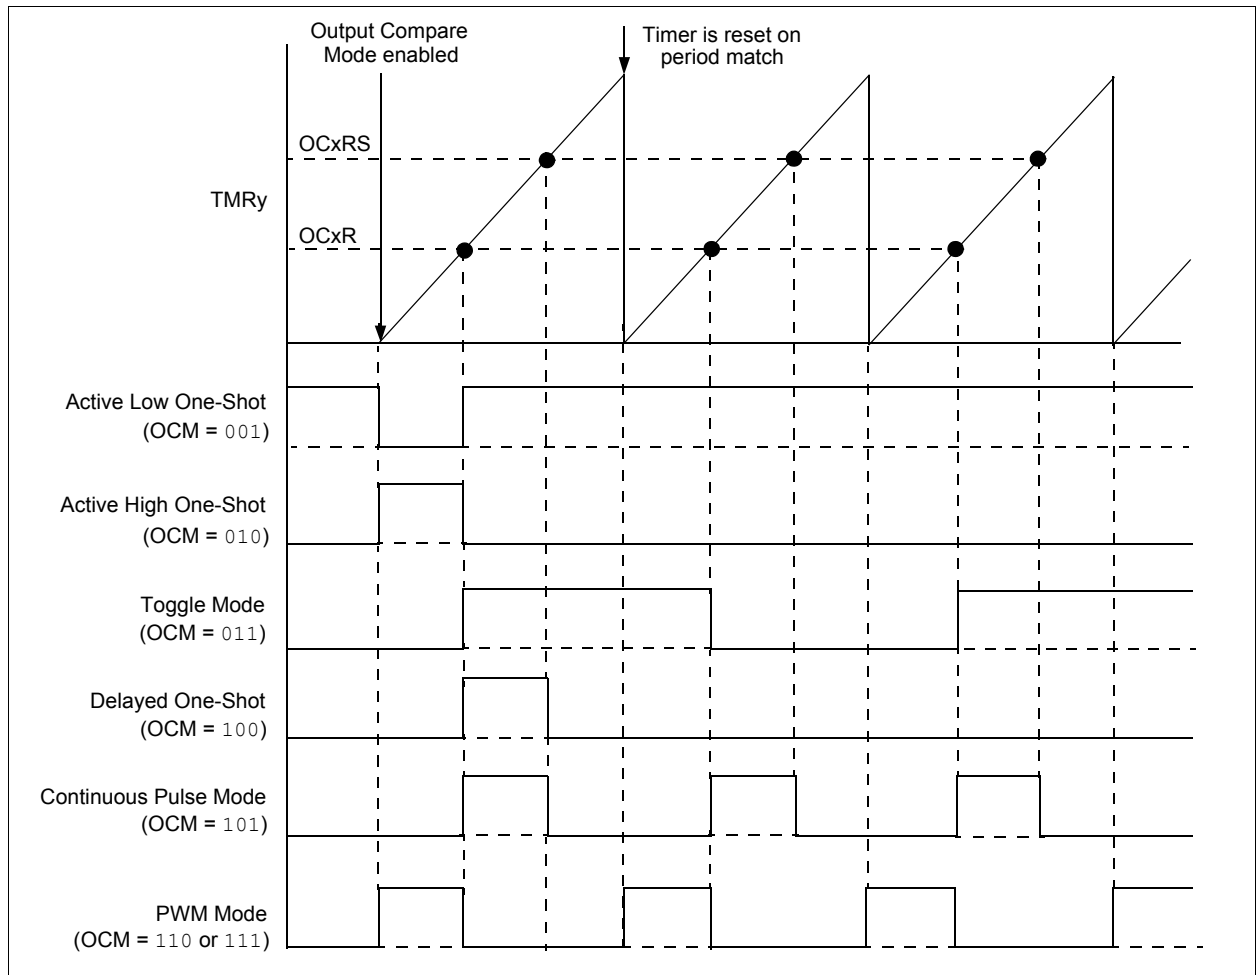 Output Compare
Mode enabled
Timer is reset on
period match
OCxRS
TMRy
OCxR
Active Low One-Shot
(OCM = 001)
Active High One-Shot
(OCM = 010)
Toggle Mode
(OCM = 011)
Delayed One-Shot
(OCM = 100)
Continuous Pulse Mode
(OCM = 101)
PWM Mode
(OCM = 110 or 111)